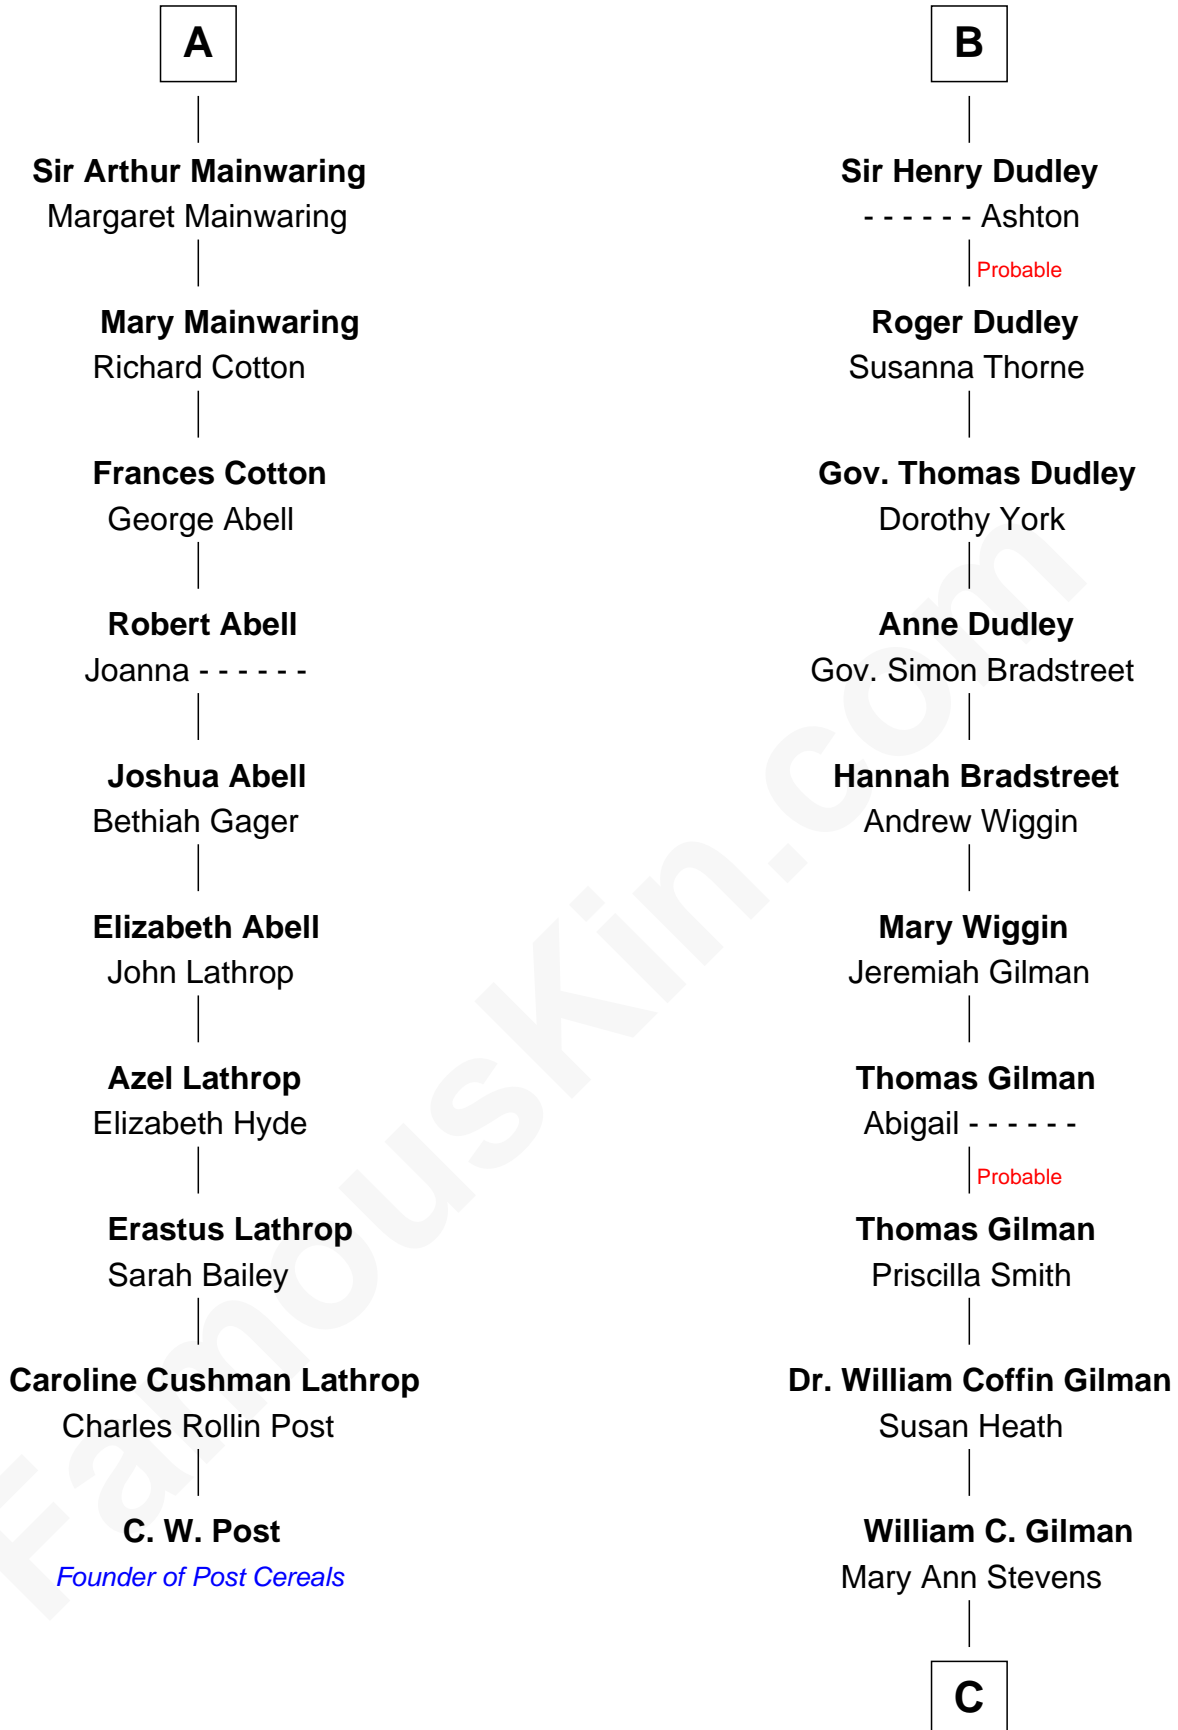 A
Sir Arthur Mainwaring
Margaret Mainwaring
Mary Mainwaring
Richard Cotton
Frances Cotton
George Abell
Robert Abell
Joanna - - - - - -
Joshua Abell
Bethiah Gager
Elizabeth Abell
John Lathrop
Azel Lathrop
Elizabeth Hyde
Erastus Lathrop
Sarah Bailey
Caroline Cushman Lathrop
Charles Rollin Post
C. W. Post
Founder of Post Cereals
B
Sir Henry Dudley
- - - - - - Ashton
Probable
Roger Dudley
Susanna Thorne
Gov. Thomas Dudley
Dorothy York
Anne Dudley
Gov. Simon Bradstreet
Hannah Bradstreet
Andrew Wiggin
Mary Wiggin
Jeremiah Gilman
Thomas Gilman
Abigail - - - - - -
Probable
Thomas Gilman
Priscilla Smith
Dr. William Coffin Gilman
Susan Heath
William C. Gilman
Mary Ann Stevens
C
FamousKin.com